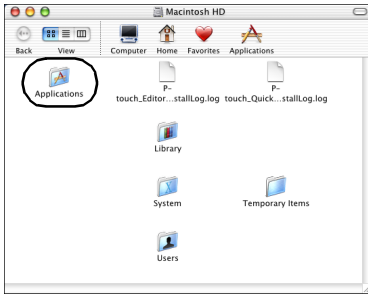 Macintosh HD
Back View Computer Home Favorites Applications
Applications
P-
touch_Editor...stallLog.log
P-
touch_Quick...stallLog.log
Library
System
Temporary Items
Users